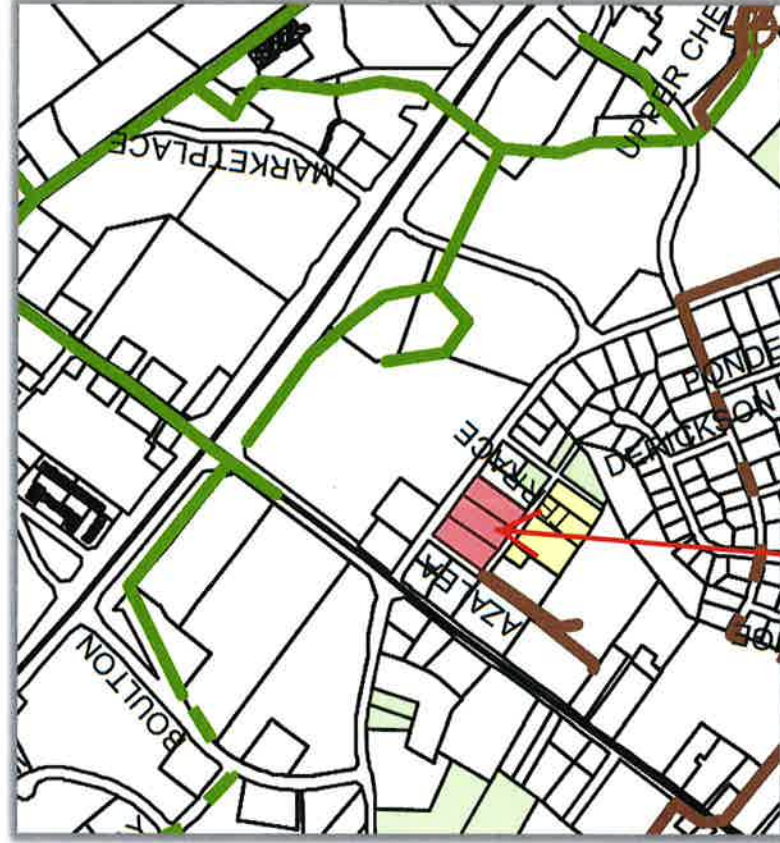 UPPER CHE
MARKETPLACE
PONDE
DERICKSON
TERRACE
AZALEA
BOULTON